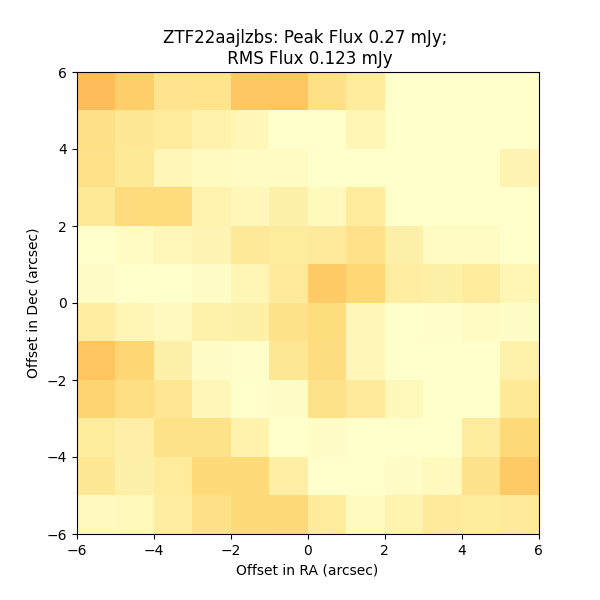 ZTF22aajlzbs: Peak Flux 0.27 mJy;
RMS Flux 0.123 mJy
6
4
2
0
−2
−4
−6
Offset in Dec (arcsec)
−6 −4 −2 0 2 4 6
Offset in RA (arcsec)